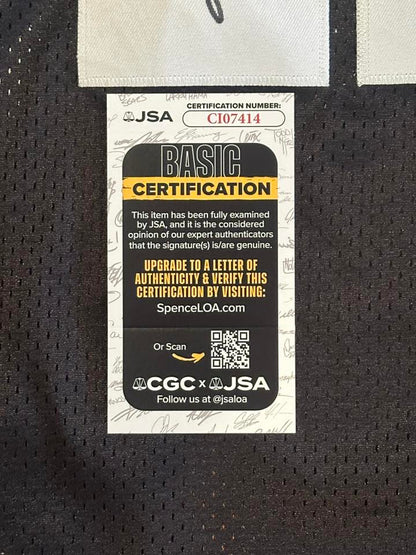 JSA
CERTIFICATION NUMBER:
CI07414
BASIC
CERTIFICATION
This item has been fully examined
by JSA, and it is the considered
opinion of our expert authenticators
that the signature(s) is/are genuine.
UPGRADE TO A LETTER OF
AUTHENTICITY & VERIFY THIS
CERTIFICATION BY VISITING:
SpenceLOA.com
Or Scan
CGC x JSA
Follow us at @jsaloa